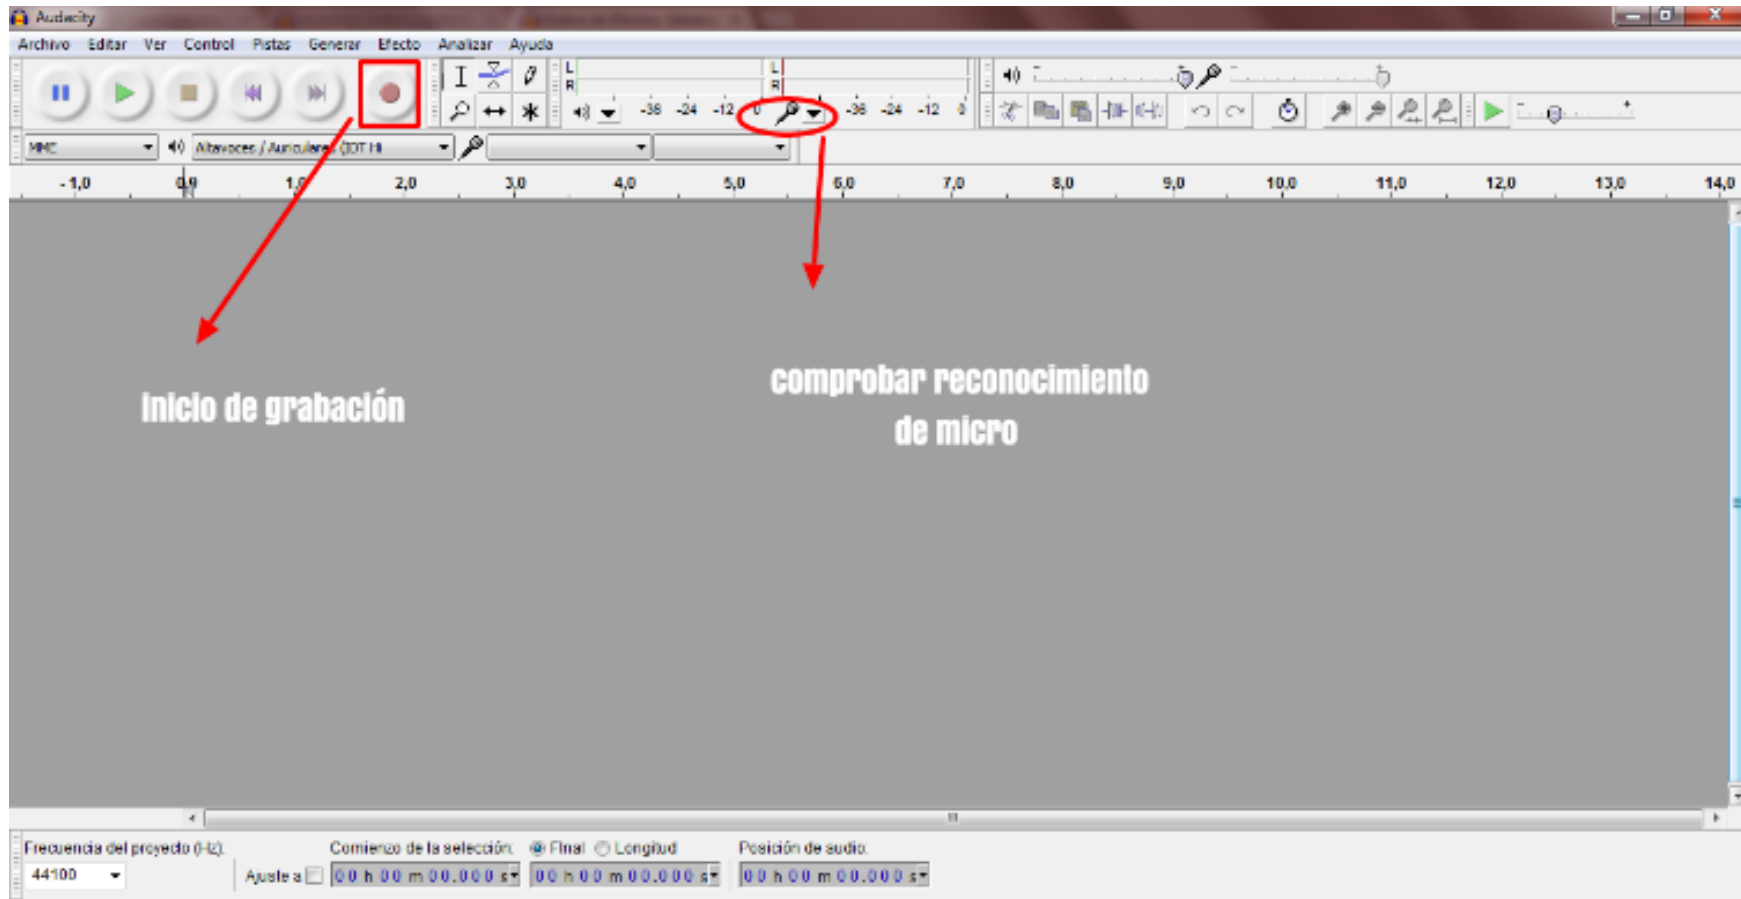 Audacity
Archivo Editar Ver Control Pistas Generar Efecto Analizar Ayuda
L L
R R
-36 -24 -12 0 -36 -24 -12 0
MME Altavoces / Auriculares (IDT Hi
-1,0 0,0 1,0 2,0 3,0 4,0 5,0 6,0 7,0 8,0 9,0 10,0 11,0 12,0 13,0 14,0
inicio de grabación
comprobar reconocimiento
de micro
Frecuencia del proyecto (Hz): Comienzo de la selección: Final Longitud Posición de audio:
44100 Ajuste a 00 h 00 m 00.000 s 00 h 00 m 00.000 s 00 h 00 m 00.000 s